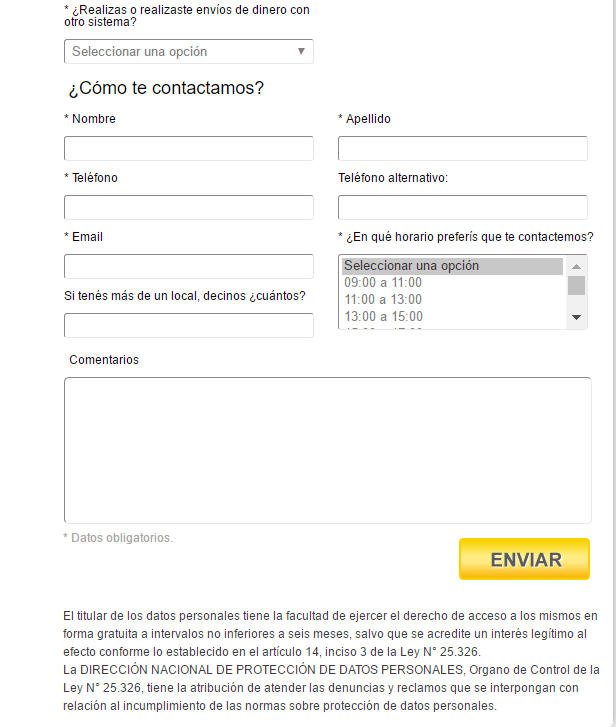 * ¿Realizas o realizaste envíos de dinero con
otro sistema?
Seleccionar una opción
¿Cómo te contactamos?
* Nombre
* Apellido
* Teléfono
Teléfono alternativo:
* Email
* ¿En qué horario preferís que te contactemos?
Seleccionar una opción
09:00 a 11:00
11:00 a 13:00
13:00 a 15:00
Si tenés más de un local, decinos ¿cuántos?
Comentarios
* Datos obligatorios.
ENVIAR
El titular de los datos personales tiene la facultad de ejercer el derecho de acceso a los mismos en
forma gratuita a intervalos no inferiores a seis meses, salvo que se acredite un interés legítimo al
efecto conforme lo establecido en el artículo 14, inciso 3 de la Ley N° 25.326.
La DIRECCIÓN NACIONAL DE PROTECCIÓN DE DATOS PERSONALES, Organo de Control de la
Ley N° 25.326, tiene la atribución de atender las denuncias y reclamos que se interpongan con
relación al incumplimiento de las normas sobre protección de datos personales.